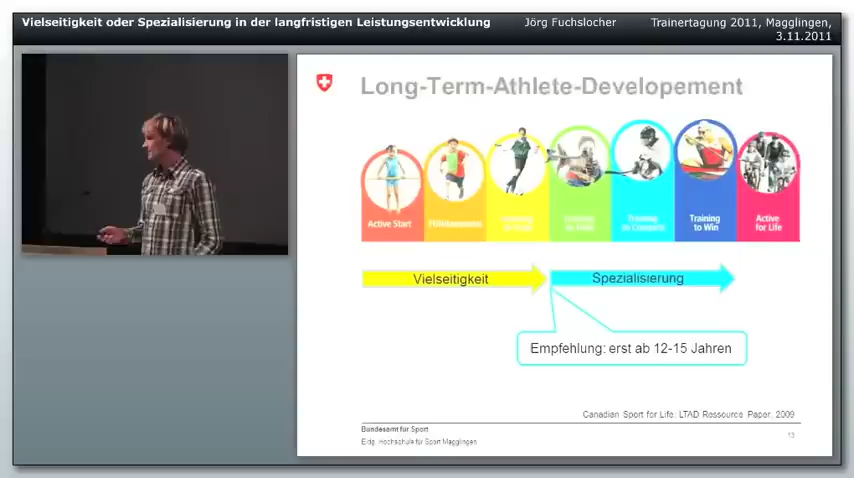 Vielseitigkeit oder Spezialisierung in der langfristigen Leistungsentwicklung
Jörg Fuchslocher
Trainertagung 2011, Magglingen,
3.11.2011
Long-Term-Athlete-Developement
Active Start
Training
to Win
Active
for Life
Vielseitigkeit
Spezialisierung
Empfehlung: erst ab 12-15 Jahren
Canadian Sport for Life: LTAD Ressource Paper, 2009
Bundesamt für Sport
Eidg. Hochschule für Sport Magglingen
13